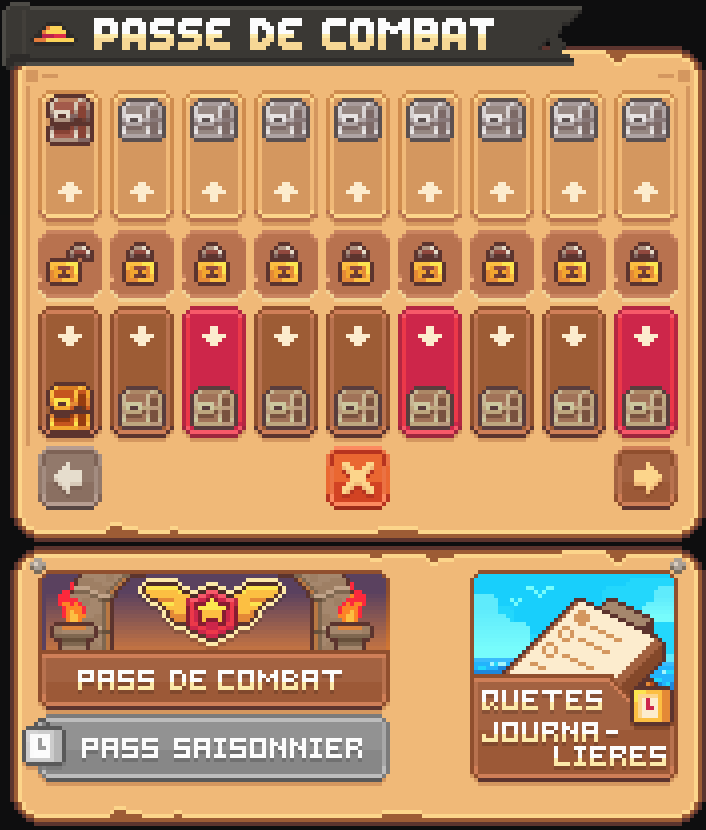 PASSE DE COMBAT
PASS DE COMBAT
PASS SAISONNIER
QUETES
JOURNA-
LIERES